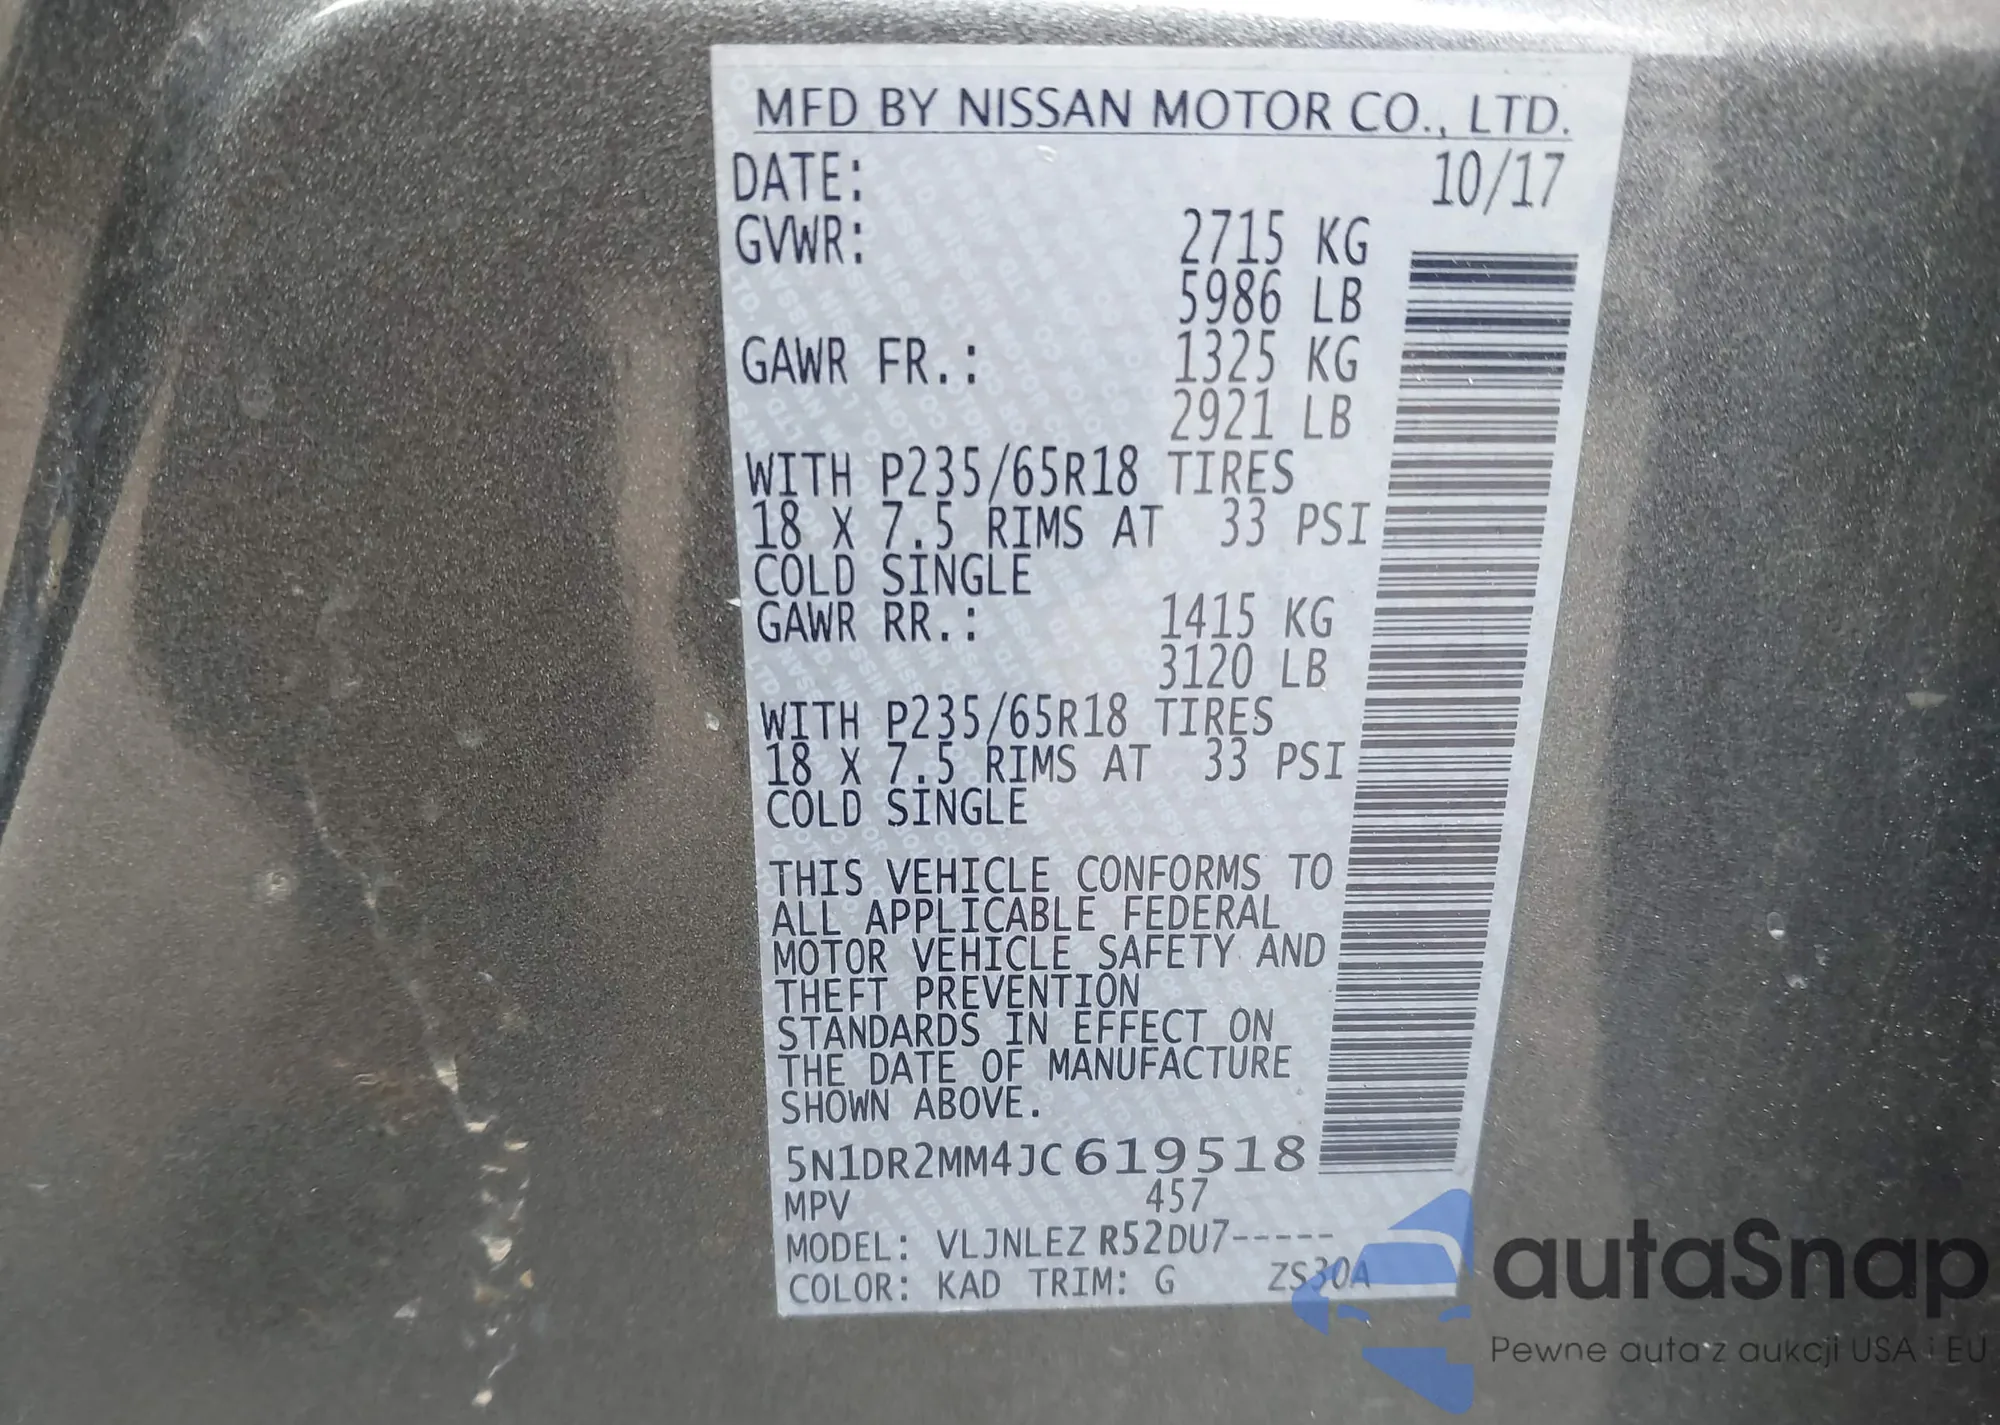 MFD BY NISSAN MOTOR CO., LTD.
DATE: 10/17
GVWR: 2715 KG
5986 LB
GAWR FR.: 1325 KG
2921 LB
WITH P235/65R18 TIRES
18 X 7.5 RIMS AT 33 PSI
COLD SINGLE
GAWR RR.: 1415 KG
3120 LB
WITH P235/65R18 TIRES
18 X 7.5 RIMS AT 33 PSI
COLD SINGLE
THIS VEHICLE CONFORMS TO
ALL APPLICABLE FEDERAL
MOTOR VEHICLE SAFETY AND
THEFT PREVENTION
STANDARDS IN EFFECT ON
THE DATE OF MANUFACTURE
SHOWN ABOVE.
5N1DR2MM4JC619518
MPV 457
MODEL: VLJNLEZ R52DU7-----
COLOR: KAD TRIM: G ZS30A
autaSnap
Pewne auta z aukcji USA i EU